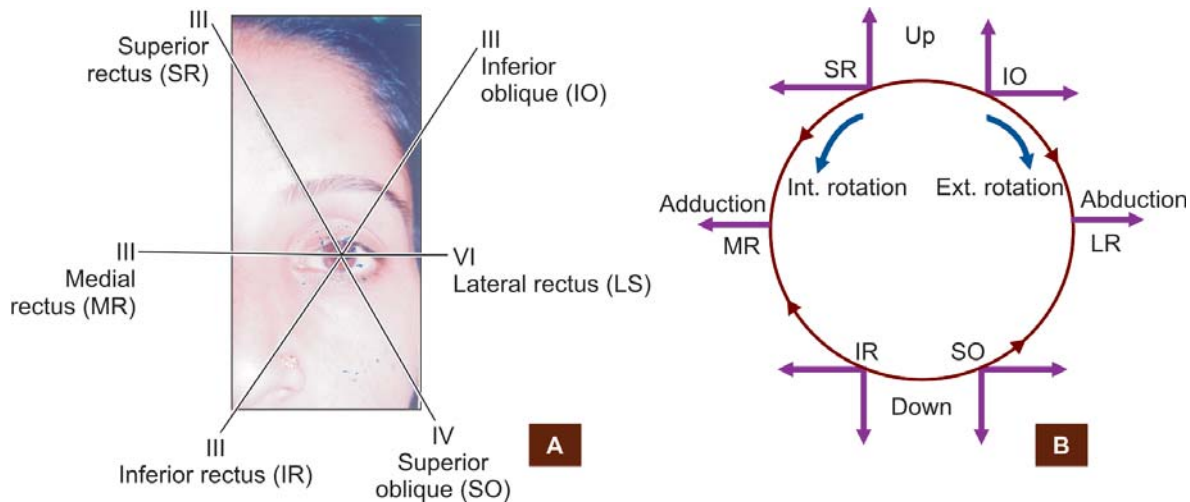 III
Superior
rectus (SR)
III
Inferior
oblique (IO)
III
Medial
rectus (MR)
VI
Lateral rectus (LS)
III
Inferior rectus (IR)
IV
Superior
oblique (SO)
A
Up
SR
IO
Int. rotation
Ext. rotation
Adduction
MR
Abduction
LR
IR
SO
Down
B